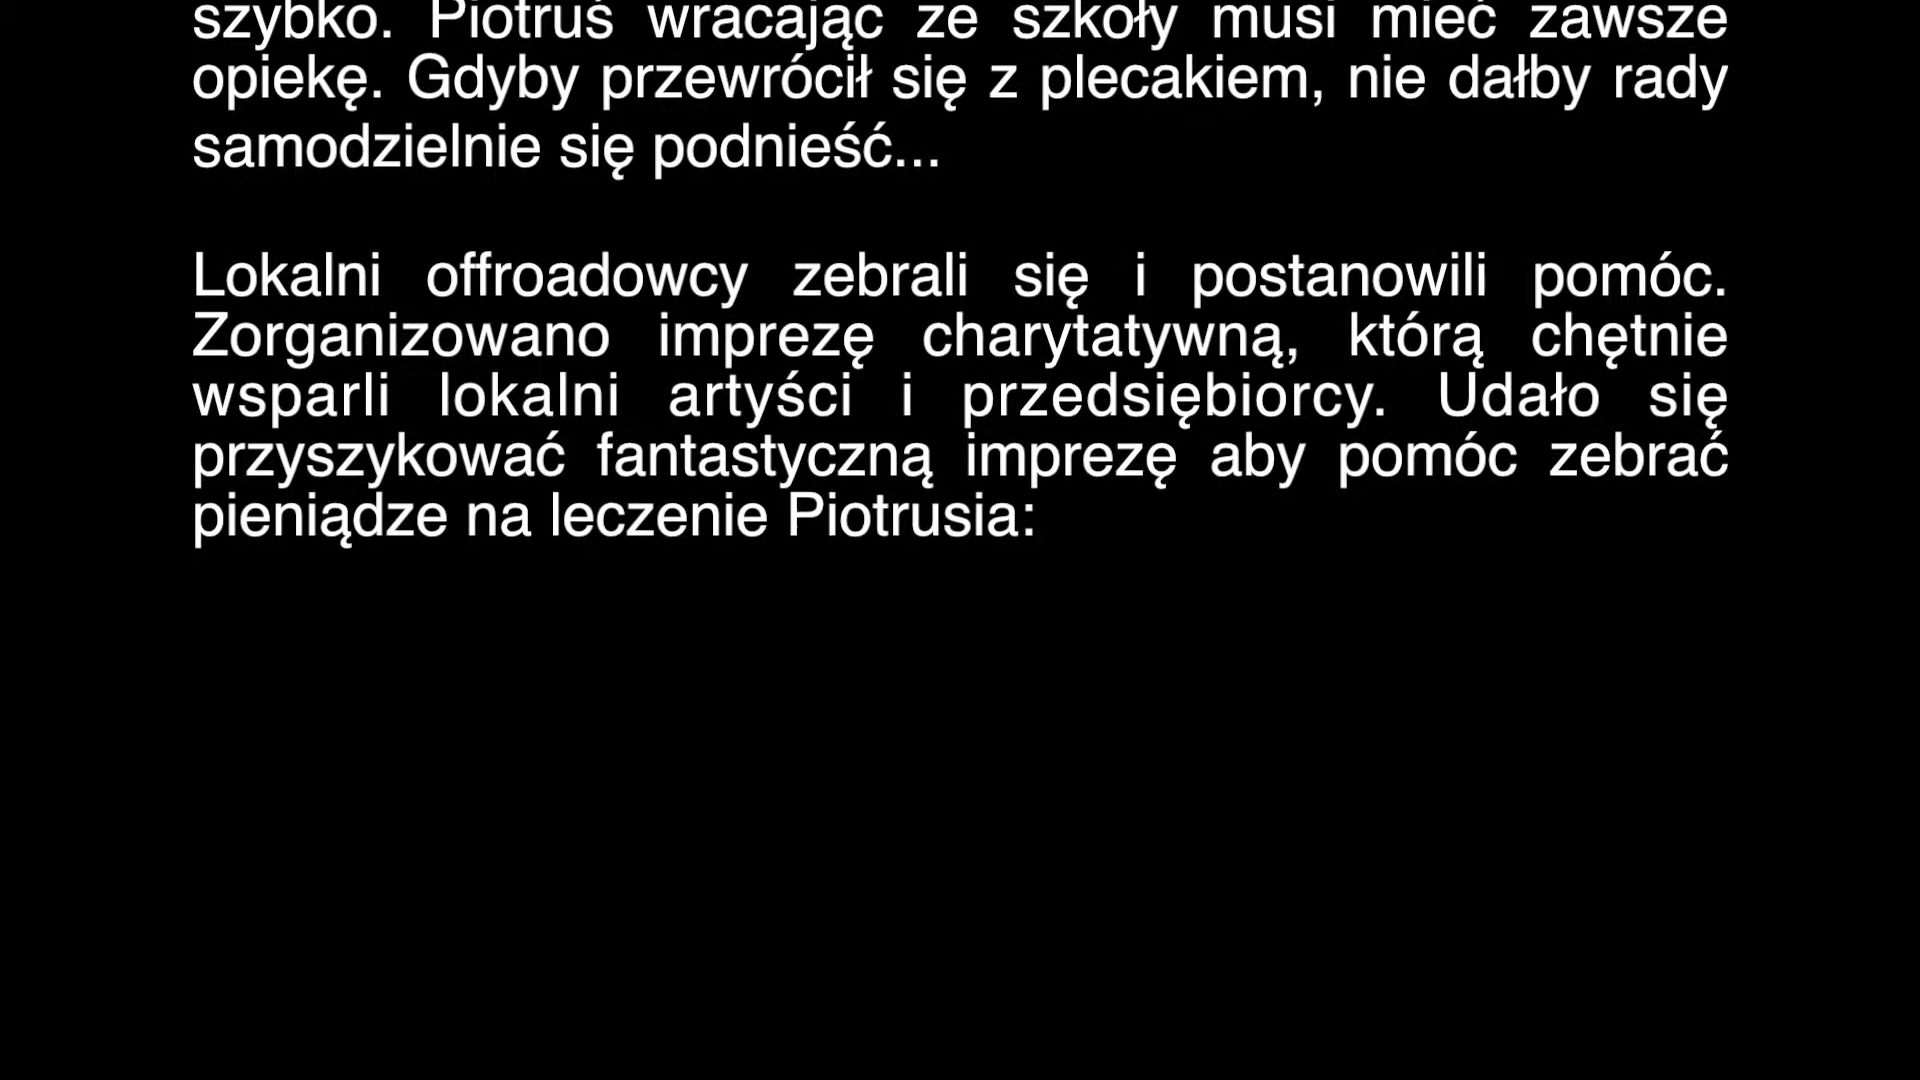 szybko. Piotruś wracając ze szkoły musi mieć zawsze
opiekę. Gdyby przewrócił się z plecakiem, nie dałby rady
samodzielnie się podnieść...
Lokalni offroadowcy zebrali się i postanowili pomóc.
Zorganizowano imprezę charytatywną, którą chętnie
wsparli lokalni artyści i przedsiębiorcy. Udało się
przyszykować fantastyczną imprezę aby pomóc zebrać
pieniądze na leczenie Piotrusia: